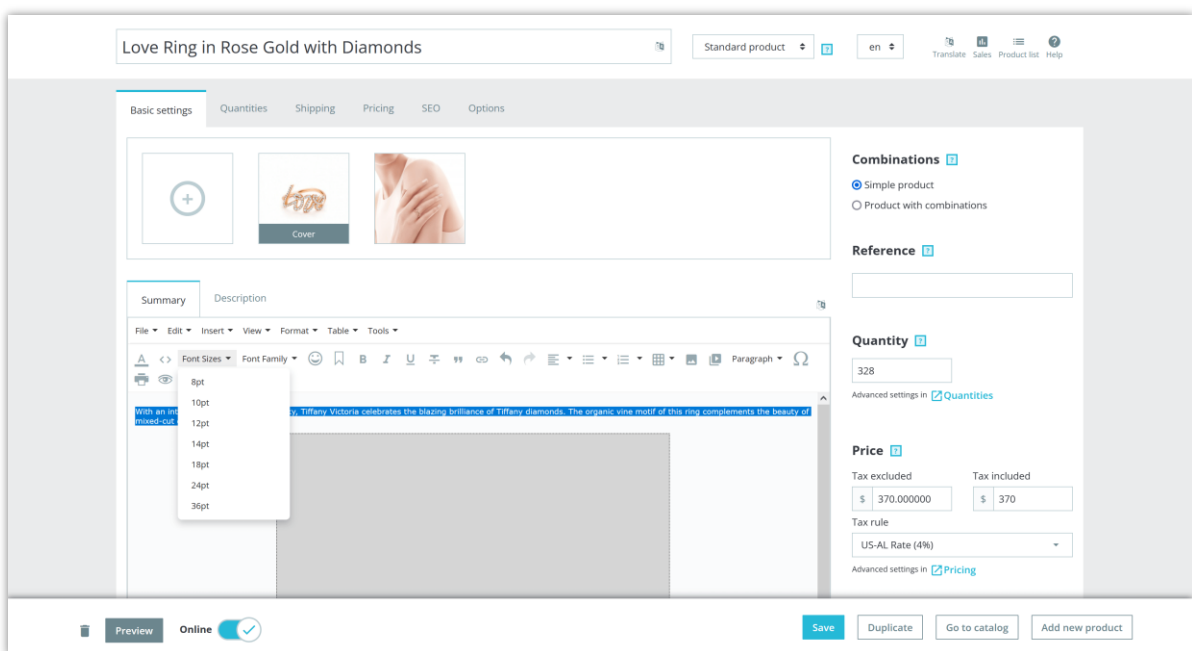 Love Ring in Rose Gold with Diamonds
Standard product
en
Translate Sales Product list Help
Basic settings Quantities Shipping Pricing SEO Options
Cover
Combinations
Simple product
Product with combinations
Reference
Summary Description
File Edit Insert View Format Table Tools
A <> Font Sizes Font Family B I U Paragraph Ω
8pt
10pt
12pt
14pt
18pt
24pt
36pt
With an int
y, Tiffany Victoria celebrates the blazing brilliance of Tiffany diamonds. The organic vine motif of this ring complements the beauty of
mixed-cut
Quantity
328
Advanced settings in Quantities
Price
Tax excluded Tax included
$ 370.000000 $ 370
Tax rule
US-AL Rate (4%)
Advanced settings in Pricing
Preview Online Save Duplicate Go to catalog Add new product